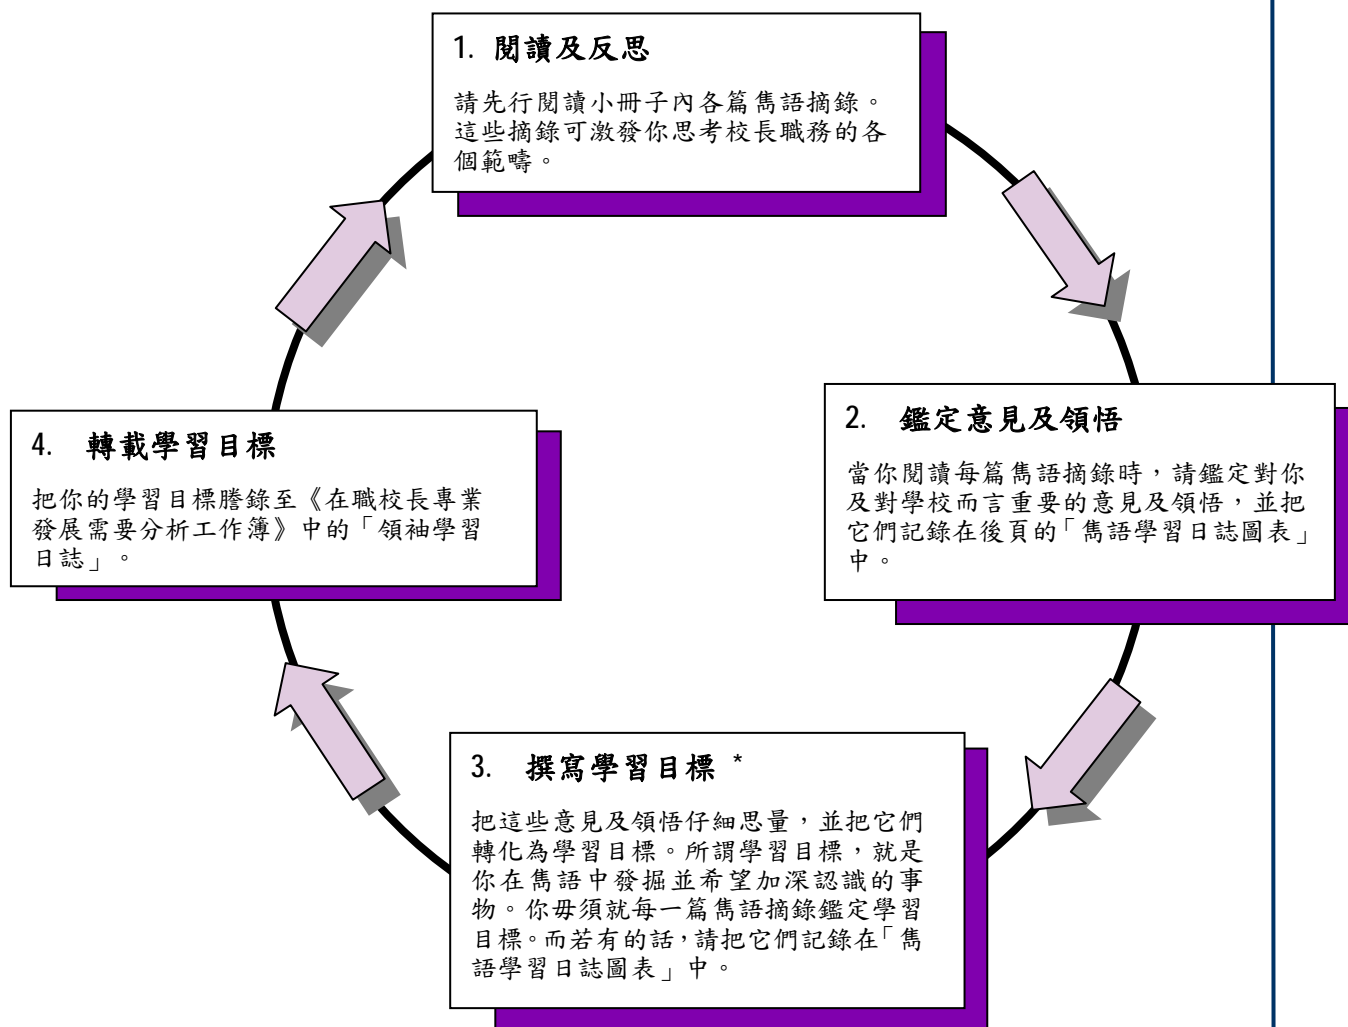 1. 閱讀及反思
請先行閱讀小冊子內各篇雋語摘錄。
這些摘錄可激發你思考校長職務的各
個範疇。
2. 鑑定意見及領悟
當你閱讀每篇雋語摘錄時，請鑑定對你
及對學校而言重要的意見及領悟，並把
它們記錄在後頁的「雋語學習日誌圖表」
中。
3. 撰寫學習目標 *
把這些意見及領悟仔細思量，並把它們
轉化為學習目標。所謂學習目標，就是
你在雋語中發掘並希望加深認識的事
物。你毋須就每一篇雋語摘錄鑑定學習
目標。而若有的話，請把它們記錄在「雋
語學習日誌圖表」中。
4. 轉載學習目標
把你的學習目標謄錄至《在職校長專業
發展需要分析工作簿》中的「領袖學習
日誌」。